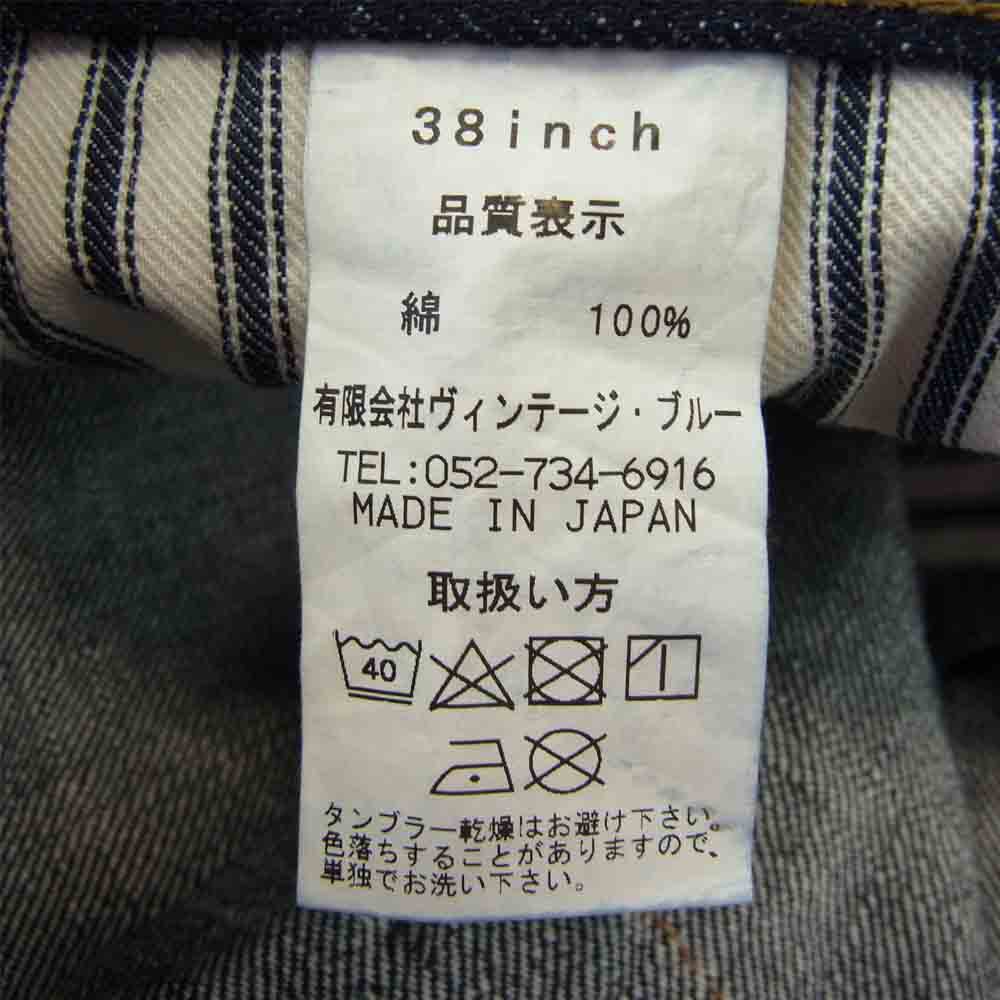 38inch
品質表示
綿 100%
有限会社ヴィンテージ・ブルー
TEL:052-734-6916
MADE IN JAPAN
取扱い方
40
タンブラー乾燥はお避け下さい。
色落ちすることがありますので、
単独でお洗い下さい。